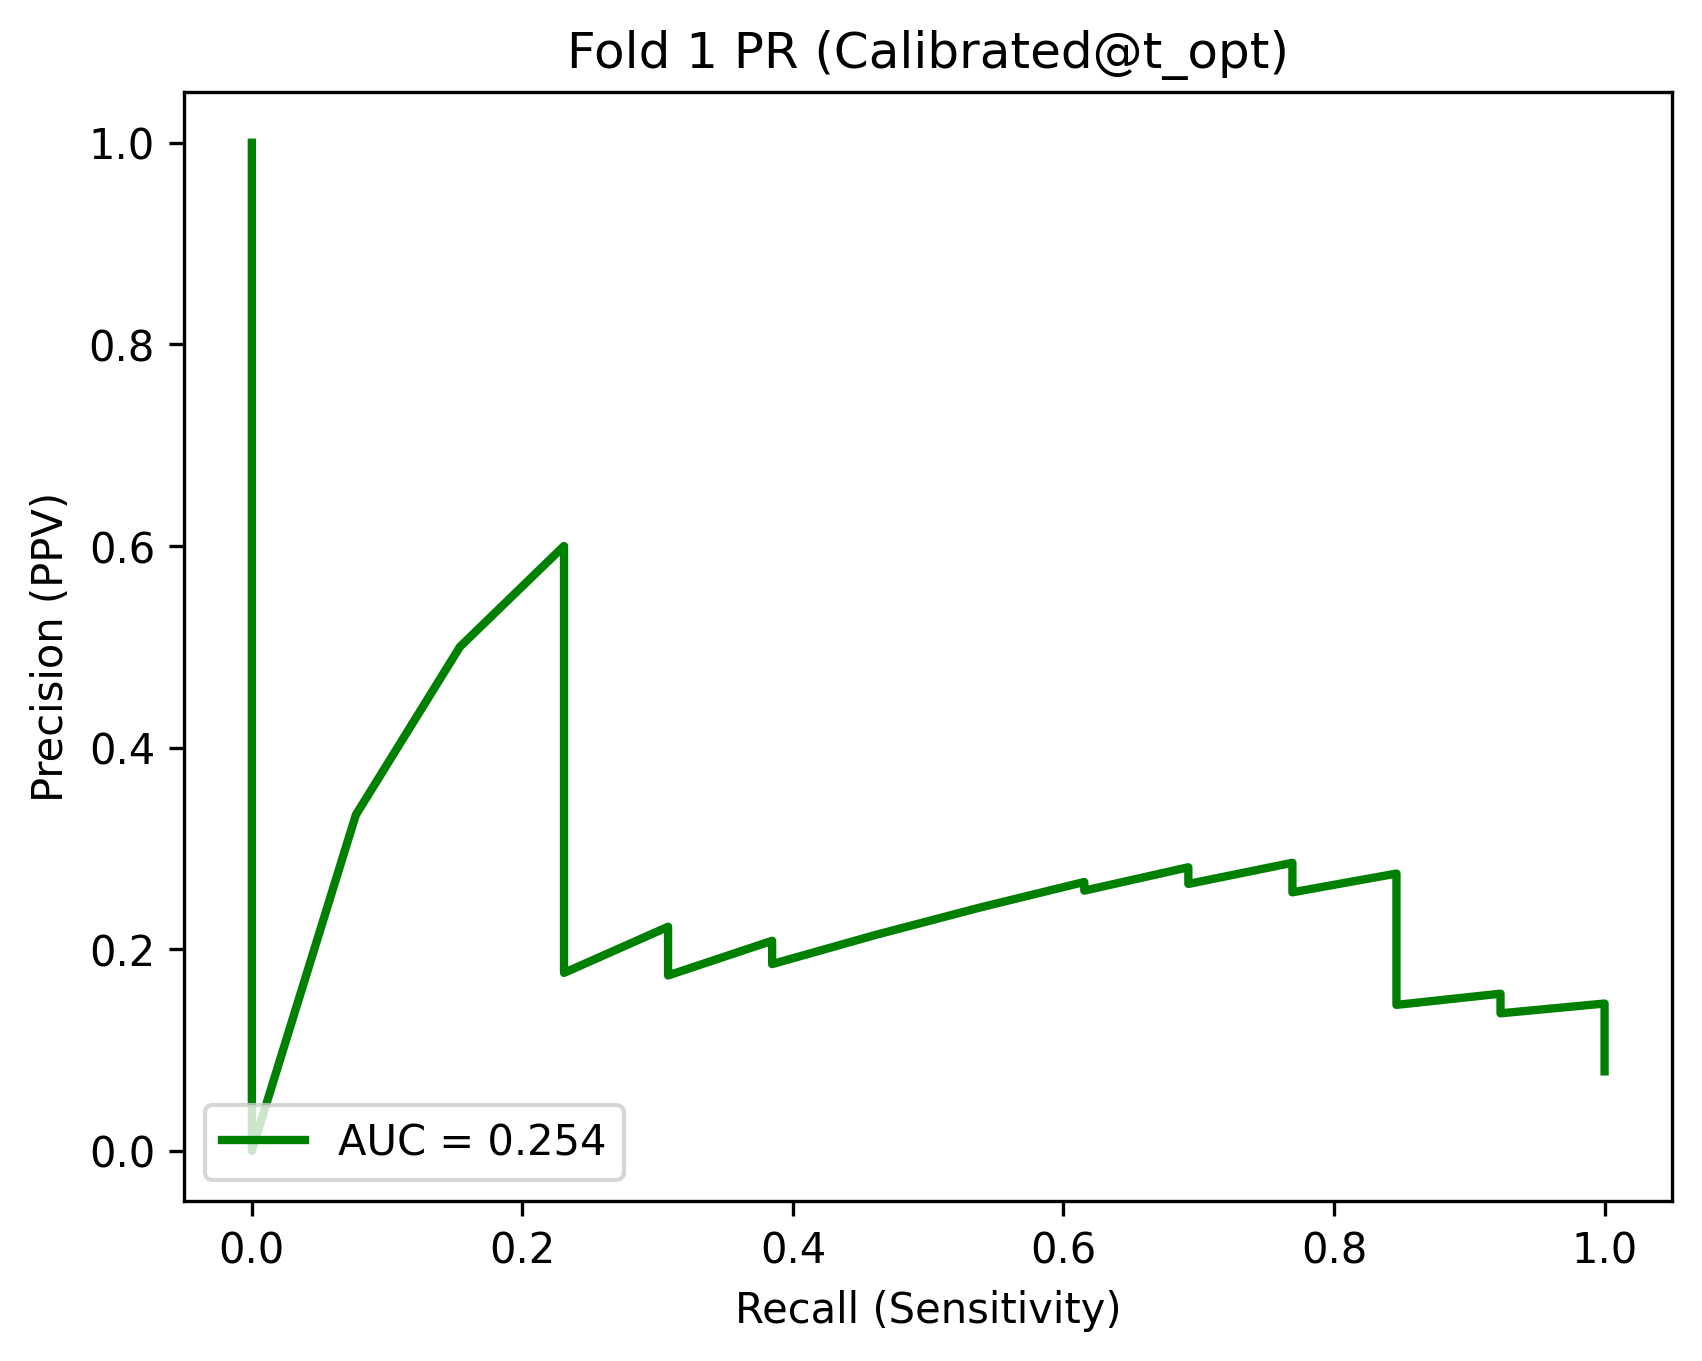 Fold 1 PR (Calibrated@t_opt)
Precision (PPV)
1.0
0.8
0.6
0.4
0.2
0.0
AUC = 0.254
0.0 0.2 0.4 0.6 0.8 1.0
Recall (Sensitivity)